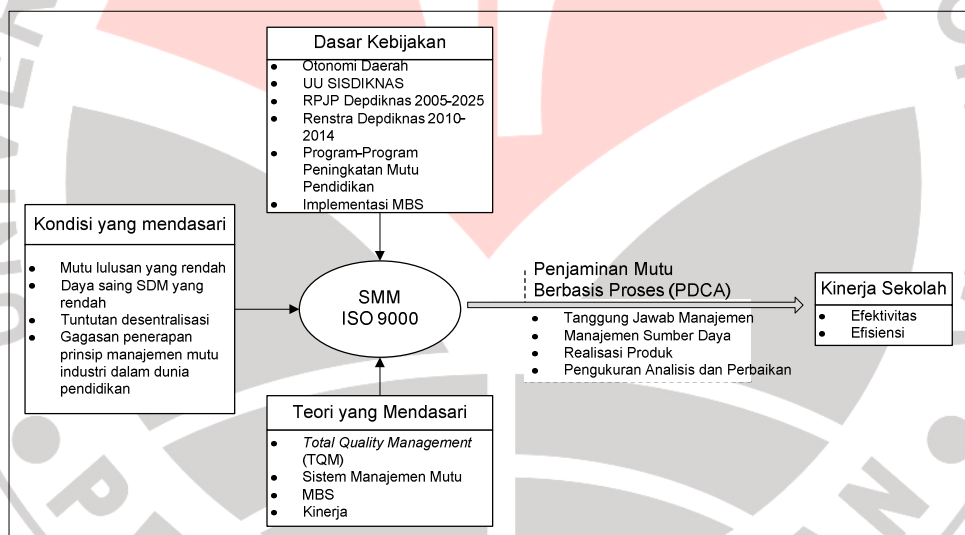 Dasar Kebijakan
• Otonomi Daerah
• UU SISDIKNAS
• RPJP Depdiknas 2005-2025
• Renstra Depdiknas 2010-
2014
• Program-Program
Peningkatan Mutu
Pendidikan
• Implementasi MBS
Kondisi yang mendasari
• Mutu lulusan yang rendah
• Daya saing SDM yang
rendah
• Tuntutan desentralisasi
• Gagasan penerapan
prinsip manajemen mutu
industri dalam dunia
pendidikan
SMM
ISO 9000
Penjaminan Mutu
Berbasis Proses (PDCA)
• Tanggung Jawab Manajemen
• Manajemen Sumber Daya
• Realisasi Produk
• Pengukuran Analisis dan Perbaikan
Kinerja Sekolah
• Efektivitas
• Efisiensi
Teori yang Mendasari
• Total Quality Management
(TQM)
• Sistem Manajemen Mutu
• MBS
• Kinerja